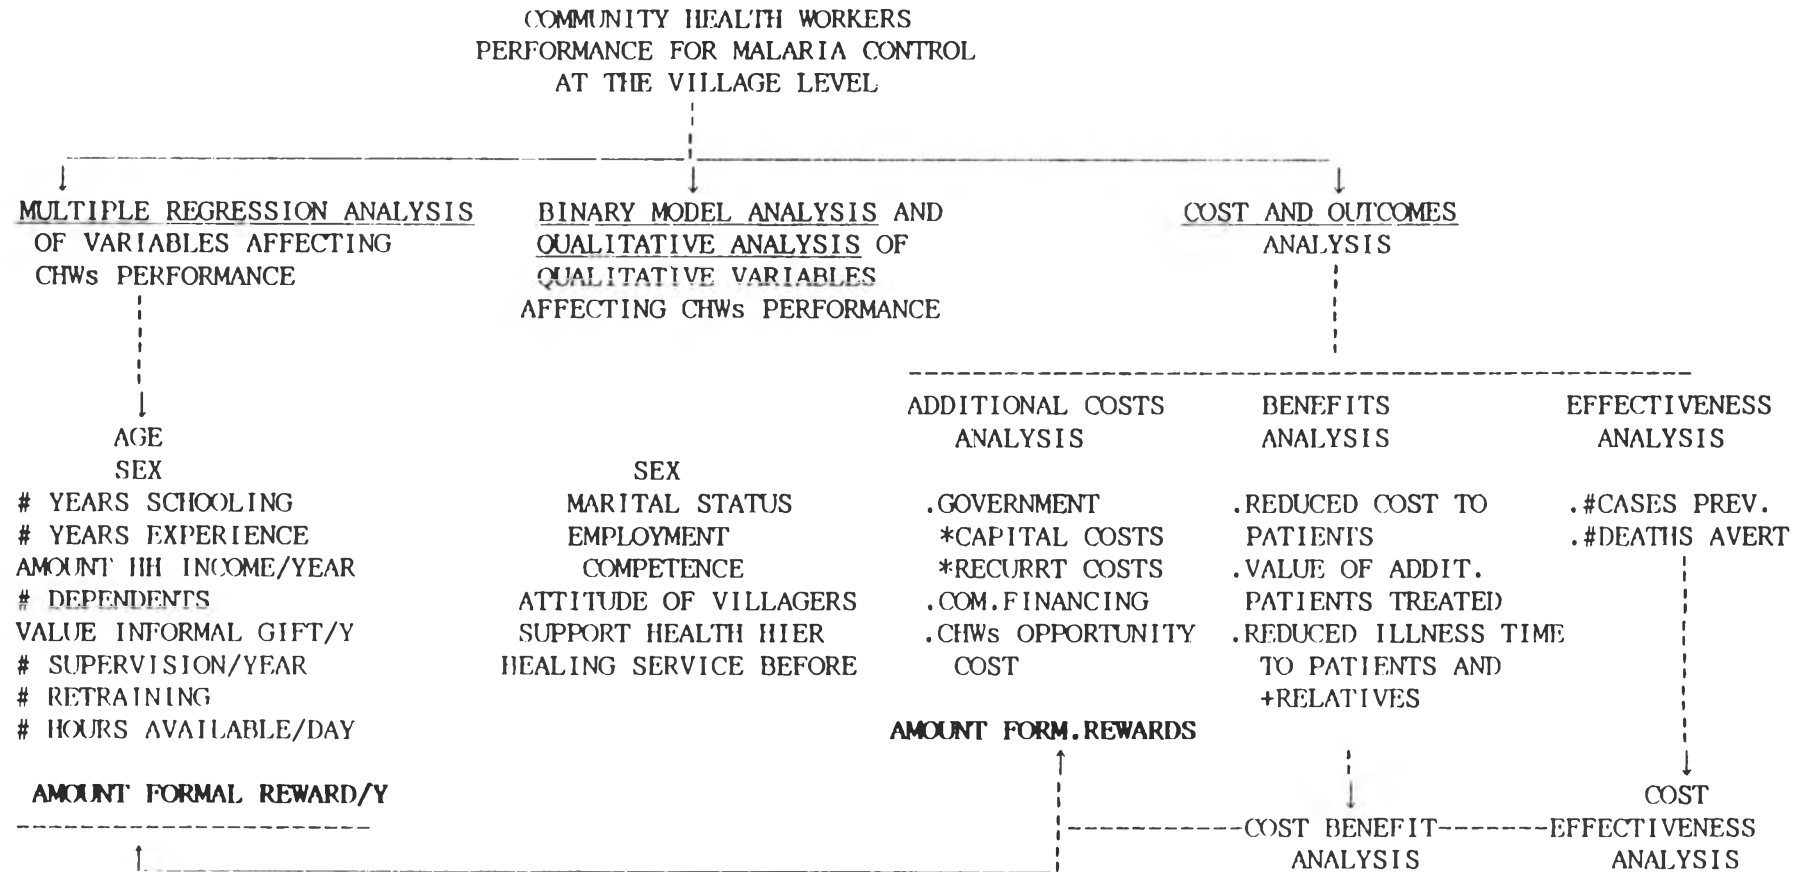 COMMUNITY HEALTH WORKERS
PERFORMANCE FOR MALARIA CONTROL
AT THE VILLAGE LEVEL
MULTIPLE REGRESSION ANALYSIS
OF VARIABLES AFFECTING
CHWs PERFORMANCE
BINARY MODEL ANALYSIS AND
QUALITATIVE ANALYSIS OF
QUALITATIVE VARIABLES
AFFECTING CHWs PERFORMANCE
COST AND OUTCOMES
ANALYSIS
AGE
SEX
# YEARS SCHOOLING
# YEARS EXPERIENCE
AMOUNT HH INCOME/YEAR
# DEPENDENTS
VALUE INFORMAL GIFT/Y
# SUPERVISION/YEAR
# RETRAINING
# HOURS AVAILABLE/DAY
AMOUNT FORMAL REWARD/Y
SEX
MARITAL STATUS
EMPLOYMENT
COMPETENCE
ATTITUDE OF VILLAGERS
SUPPORT HEALTH HIER
HEALING SERVICE BEFORE
ADDITIONAL COSTS
ANALYSIS
.GOVERNMENT
*CAPITAL COSTS
*RECURRT COSTS
.COM.FINANCING
.CHWs OPPORTUNITY
COST
AMOUNT FORM.REWARDS
BENEFITS
ANALYSIS
.REDUCED COST TO
PATIENTS
.VALUE OF ADDIT.
PATIENTS TREATED
.REDUCED ILLNESS TIME
TO PATIENTS AND
+RELATIVES
COST BENEFIT
ANALYSIS
EFFECTIVENESS
ANALYSIS
.#CASES PREV.
.#DEATHS AVERT
COST
EFFECTIVENESS
ANALYSIS